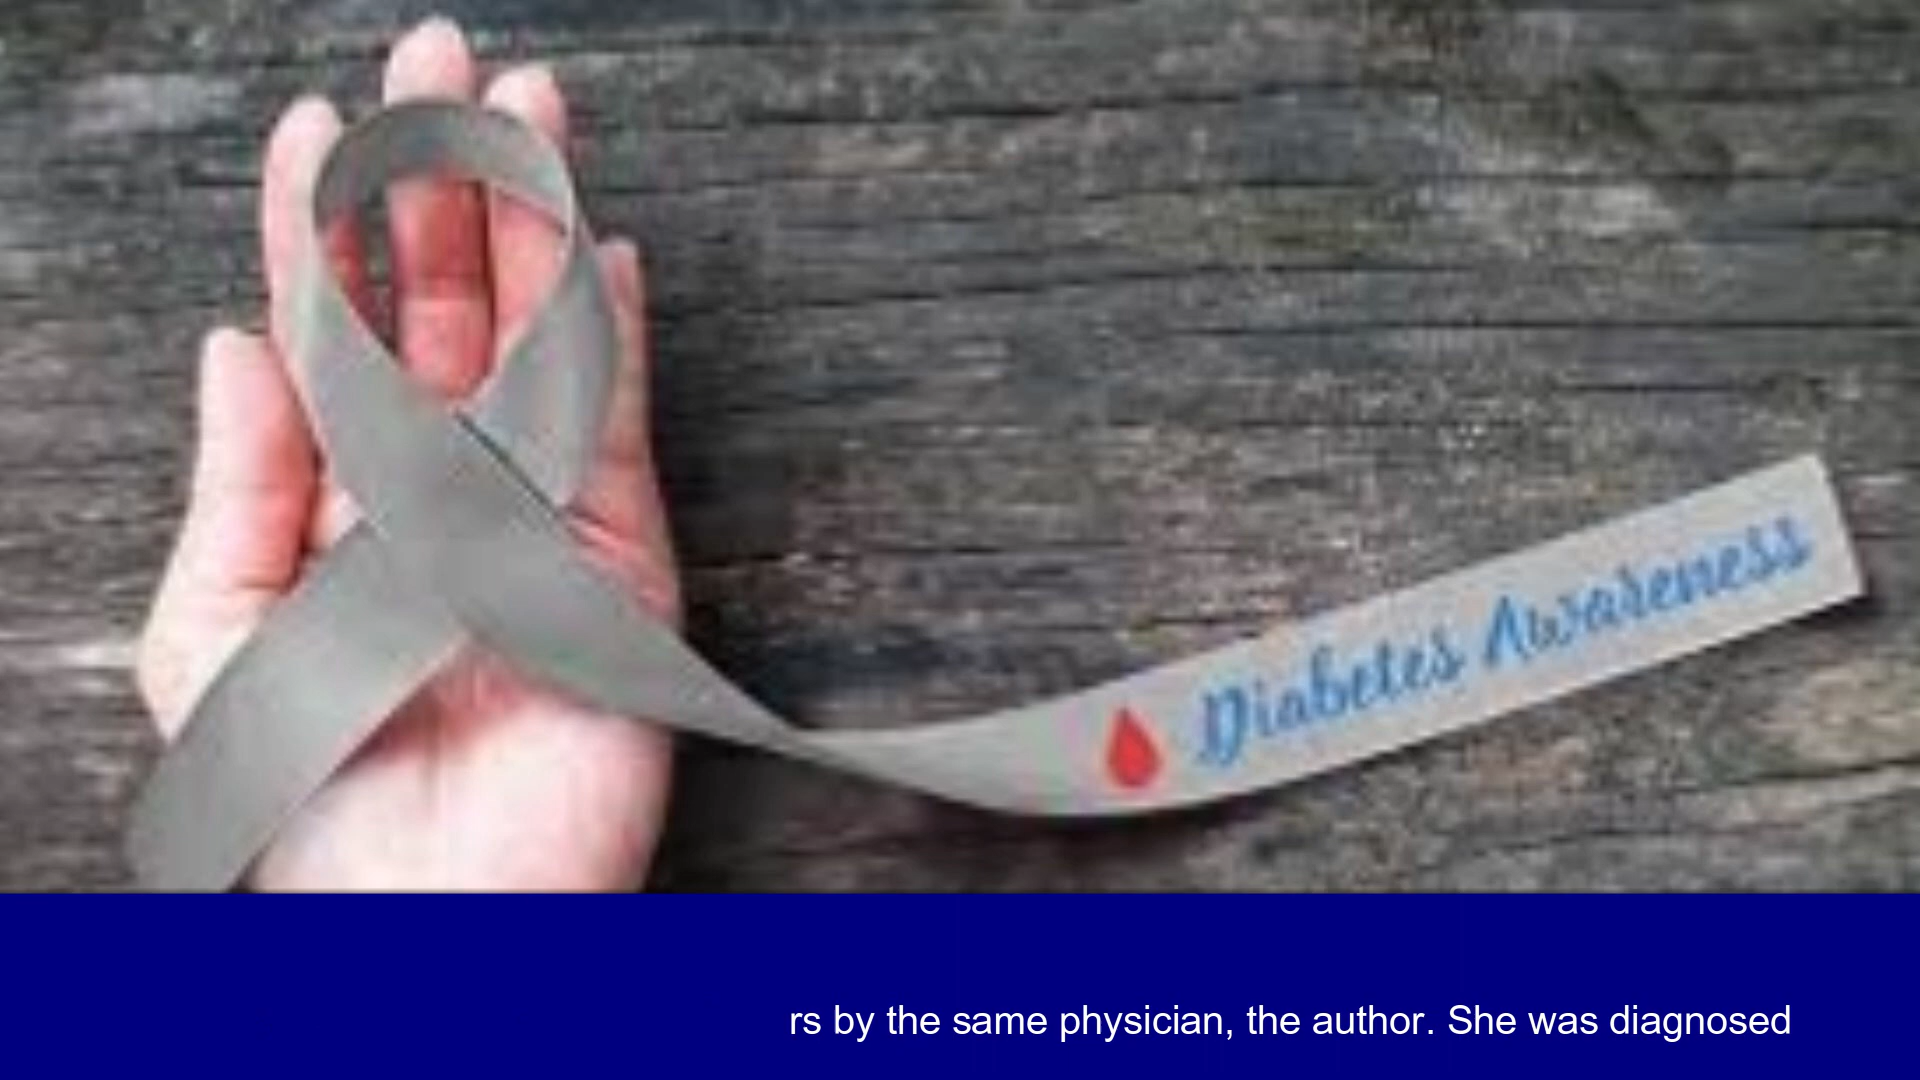 Diabetes Awareness
rs by the same physician, the author. She was diagnosed